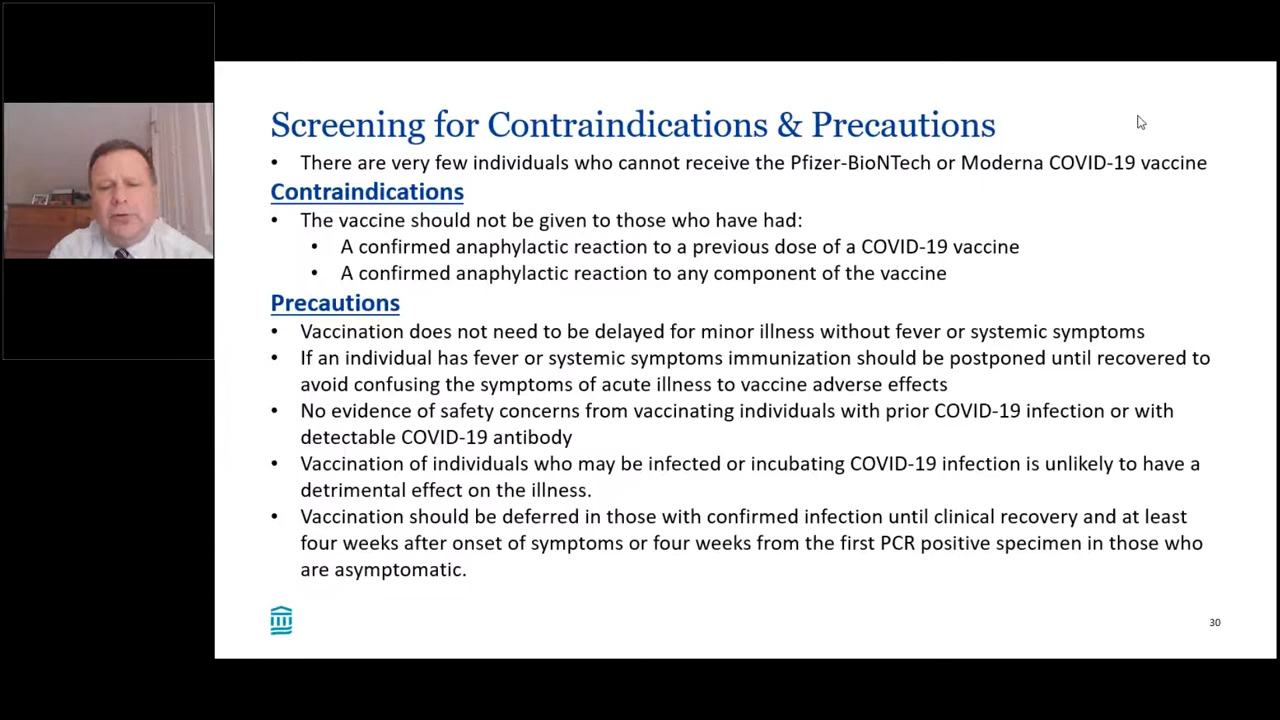 Screening for Contraindications & Precautions
• There are very few individuals who cannot receive the Pfizer-BioNTech or Moderna COVID-19 vaccine
Contraindications
• The vaccine should not be given to those who have had:
• A confirmed anaphylactic reaction to a previous dose of a COVID-19 vaccine
• A confirmed anaphylactic reaction to any component of the vaccine
Precautions
• Vaccination does not need to be delayed for minor illness without fever or systemic symptoms
• If an individual has fever or systemic symptoms immunization should be postponed until recovered to
avoid confusing the symptoms of acute illness to vaccine adverse effects
• No evidence of safety concerns from vaccinating individuals with prior COVID-19 infection or with
detectable COVID-19 antibody
• Vaccination of individuals who may be infected or incubating COVID-19 infection is unlikely to have a
detrimental effect on the illness.
• Vaccination should be deferred in those with confirmed infection until clinical recovery and at least
four weeks after onset of symptoms or four weeks from the first PCR positive specimen in those who
are asymptomatic.
30